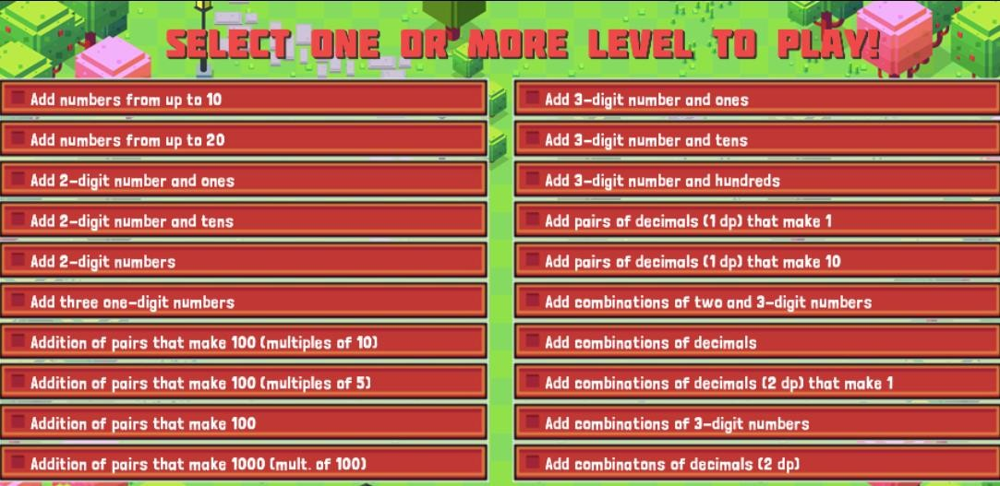 SELECT ONE OR MORE LEVEL TO PLAY!
Add numbers from up to 10
Add numbers from up to 20
Add 2-digit number and ones
Add 2-digit number and tens
Add 2-digit numbers
Add three one-digit numbers
Addition of pairs that make 100 (multiples of 10)
Addition of pairs that make 100 (multiples of 5)
Addition of pairs that make 100
Addition of pairs that make 1000 (mult. of 100)
Add 3-digit number and ones
Add 3-digit number and tens
Add 3-digit number and hundreds
Add pairs of decimals (1 dp) that make 1
Add pairs of decimals (1 dp) that make 10
Add combinations of two and 3-digit numbers
Add combinations of decimals
Add combinations of decimals (2 dp) that make 1
Add combinations of 3-digit numbers
Add combinatons of decimals (2 dp)